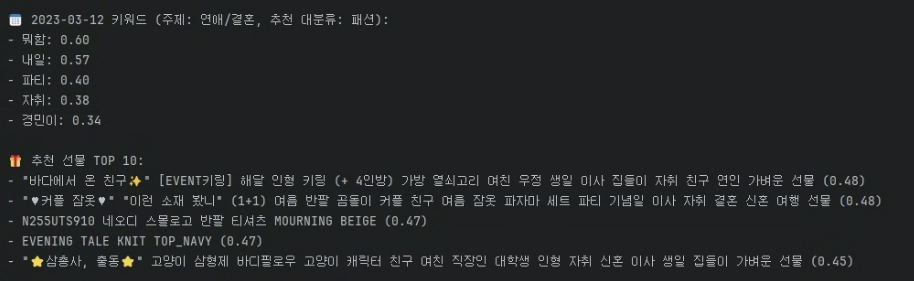 📅 2023-03-12 키워드 (주제: 연애/결혼, 추천 대분류: 패션):
- 뭐함: 0.60
- 내일: 0.57
- 파티: 0.40
- 자취: 0.38
- 경민이: 0.34
🎁 추천 선물 TOP 10:
- "바다에서 온 친구✨" [EVENT키링] 해달 인형 키링 (+ 4인방) 가방 열쇠고리 여친 우정 생일 이사 집들이 자취 친구 연인 가벼운 선물 (0.48)
- "♥커플 잠옷♥" "이런 소재 봤니" (1+1) 여름 반팔 곰돌이 커플 친구 여름 잠옷 파자마 세트 파티 기념일 이사 자취 결혼 신혼 여행 선물 (0.48)
- N255UTS910 네오디 스몰로고 반팔 티셔츠 MOURNING BEIGE (0.47)
- EVENING TALE KNIT TOP_NAVY (0.47)
- "⭐삼총사, 출동⭐" 고양이 삼형제 바디필로우 고양이 캐릭터 친구 여친 직장인 대학생 인형 자취 신혼 이사 생일 집들이 가벼운 선물 (0.45)